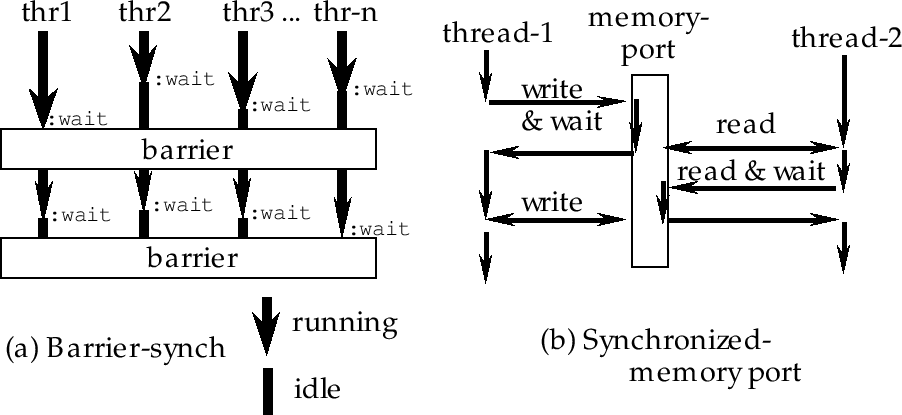 thr1 thr2 thr3 ... thr-n
:wait
:wait
:wait
:wait
barrier
:wait
:wait
:wait
:wait
barrier
running
idle
(a) Barrier-synch
thread-1
memory-
port
thread-2
write
& wait
read
read & wait
write
(b) Synchronized-
memory port